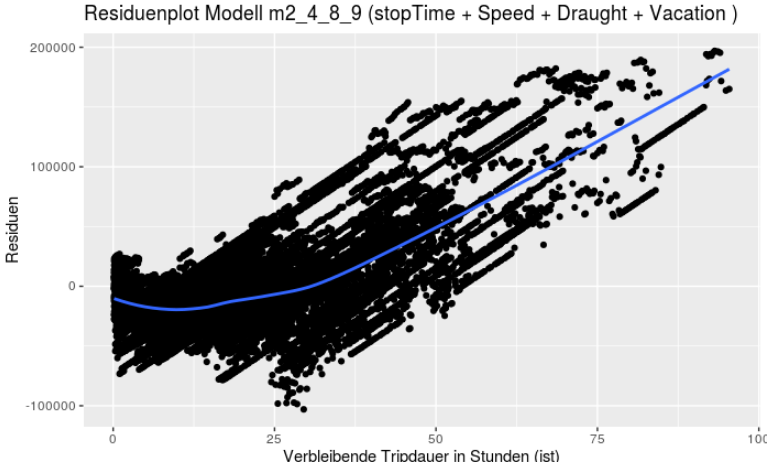 Residuenplot Modell m2_4_8_9 (stopTime + Speed + Draught + Vacation )
Residuen
200000
100000
0
-100000
0 25 50 75 100
Verbleibende Tripdauer in Stunden (ist)